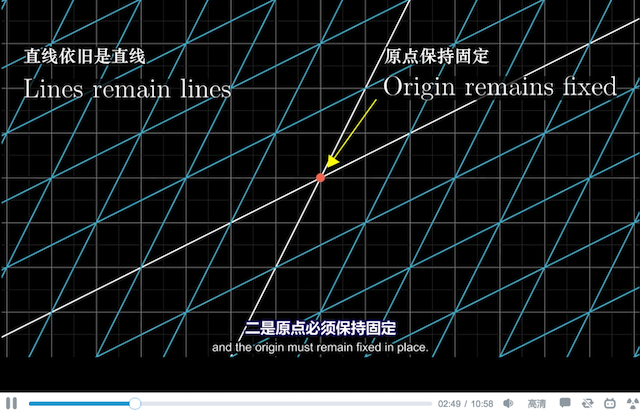 直线依旧是直线
Lines remain lines
原点保持固定
Origin remains fixed
二是原点必须保持固定
and the origin must remain fixed in place.
02:49 / 10:58
高清